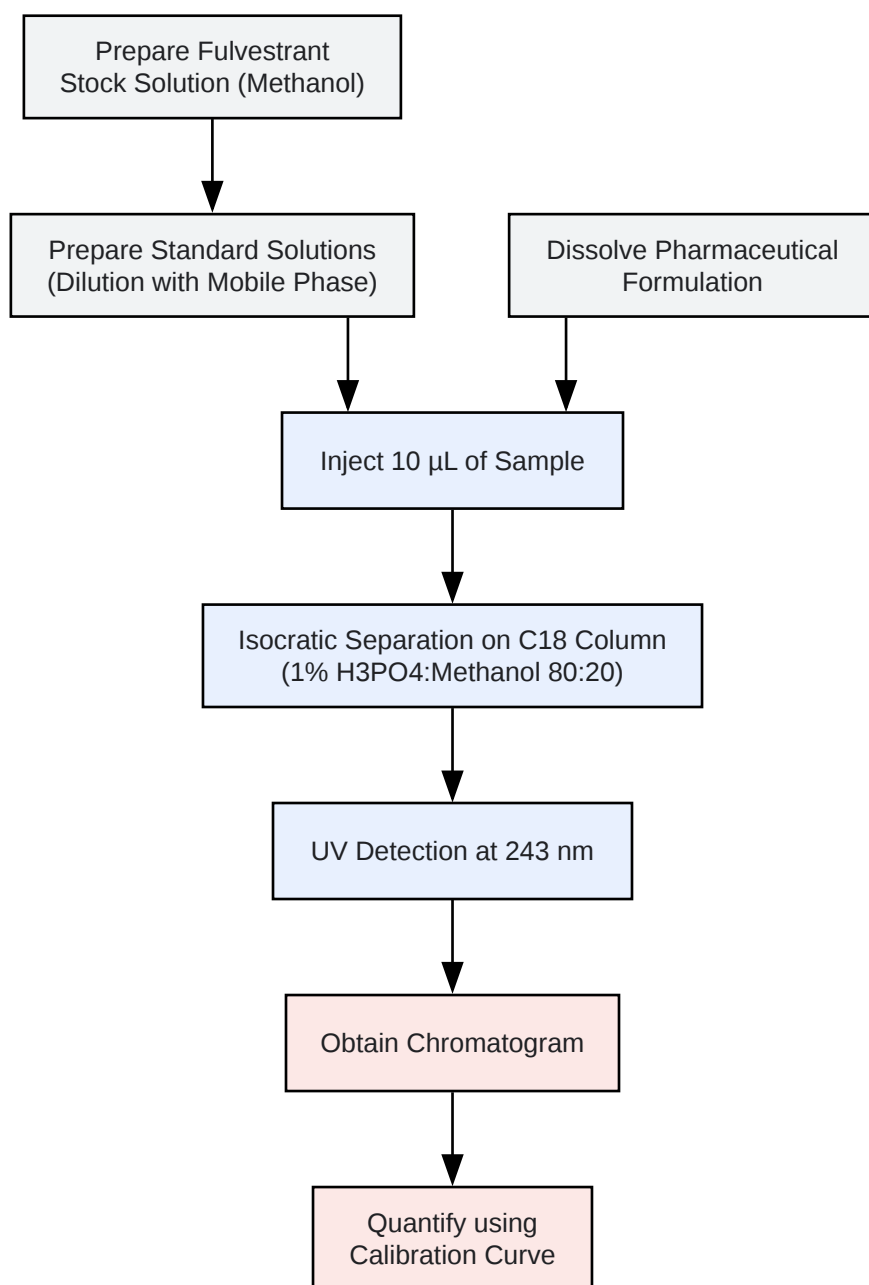 Prepare Fulvestrant
Stock Solution (Methanol)
Prepare Standard Solutions
(Dilution with Mobile Phase)
Dissolve Pharmaceutical
Formulation
Inject 10 µL of Sample
Isocratic Separation on C18 Column
(1% H3PO4:Methanol 80:20)
UV Detection at 243 nm
Obtain Chromatogram
Quantify using
Calibration Curve